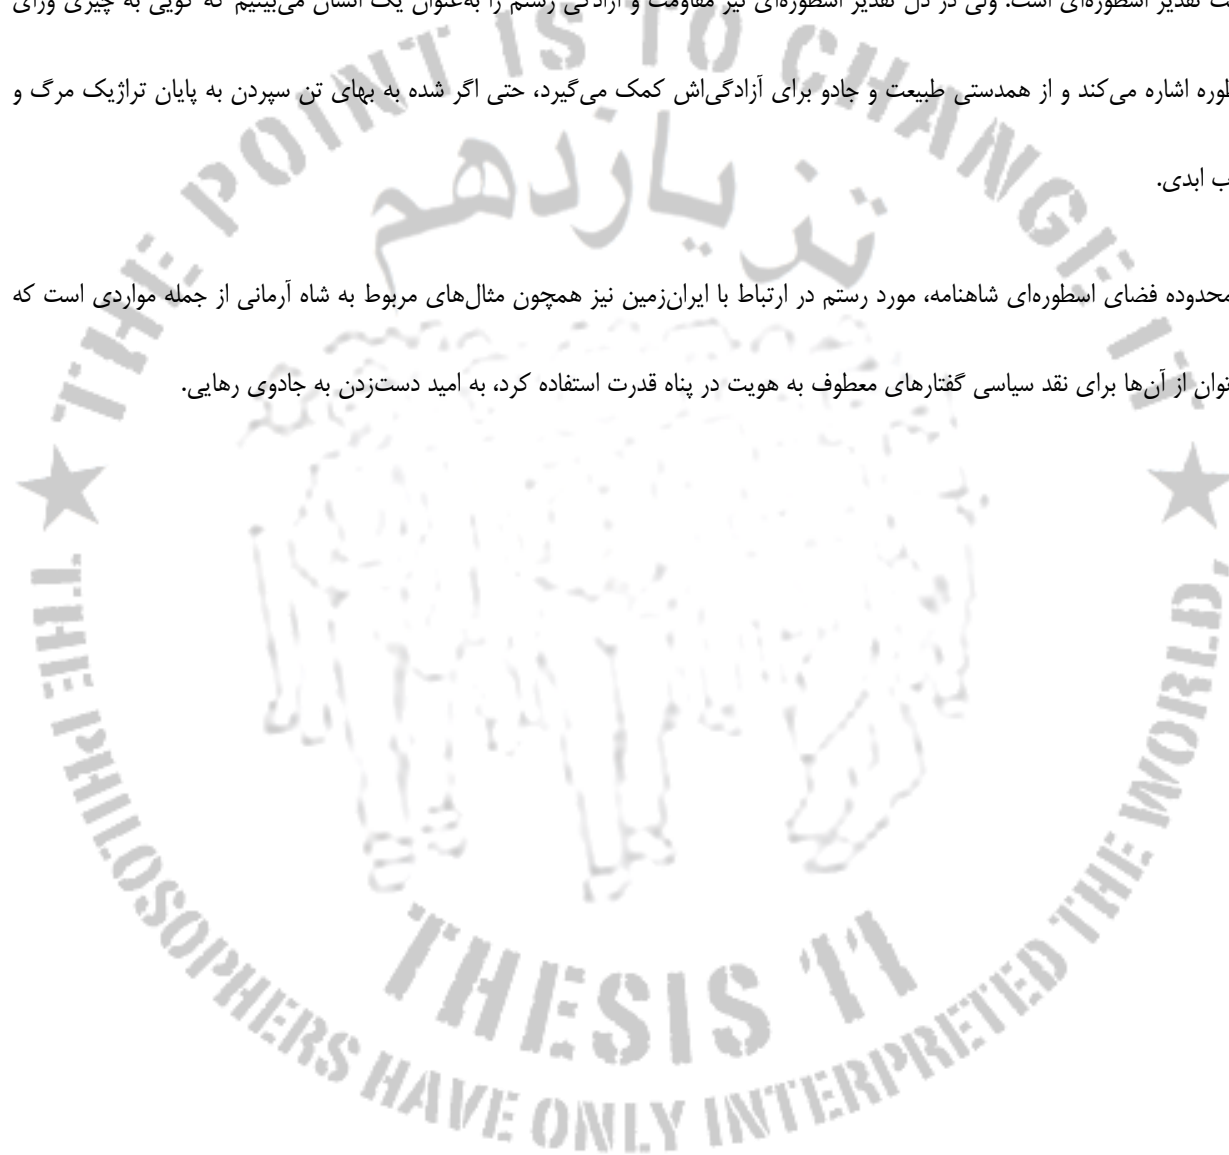 تقدیر اسطوره‌ای است. ولی در دل تقدیر اسطوره‌ای نیز مقاومت و آزادگی رستم را به‌عنوان یک انسان می‌بینیم که گویی به چیزی ورای
اشاره می‌کند و از همدستی طبیعت و جادو برای آزادگی‌اش کمک می‌گیرد، حتی اگر شده به بهای تن سپردن به پایان تراژیک مرگ و
ابدی.
محدوده فضای اسطوره‌ای شاهنامه، مورد رستم در ارتباط با ایران‌زمین نیز همچون مثال‌های مربوط به شاه آرمانی از جمله مواردی است که
توان از آن‌ها برای نقد سیاسی گفتارهای معطوف به هویت در پناه قدرت استفاده کرد، به امید دست‌زدن به جادوی رهایی.
تز یازدهم
THESIS 11
THE PHILOSOPHERS HAVE ONLY INTERPRETED THE WORLD,
THE POINT IS TO CHANGE IT